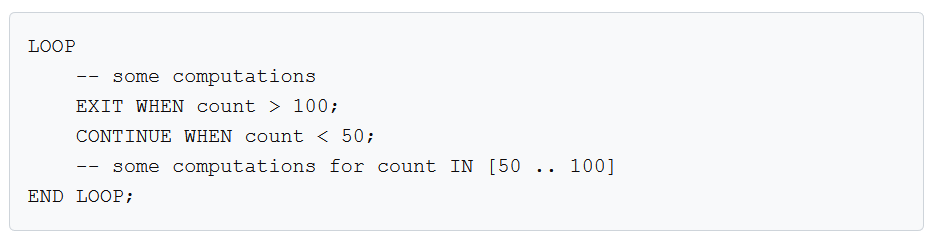 LOOP
    -- some computations
    EXIT WHEN count > 100;
    CONTINUE WHEN count < 50;
    -- some computations for count IN [50 .. 100]
END LOOP;